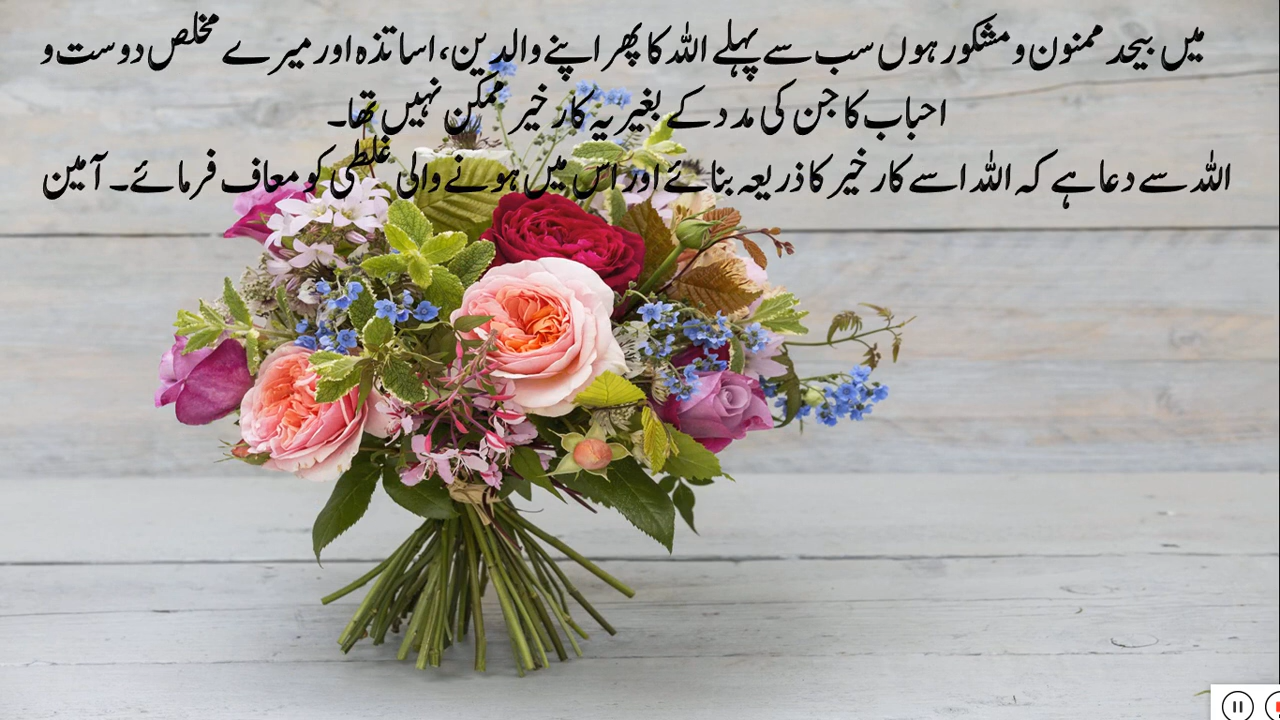 میں بیحد ممنون و مشکور ہوں سب سے پہلے اللہ کا پھر اپنے والدین، اساتذہ اور میرے مخلص دوست و
احباب کا جن کی مدد کے بغیر یہ کار خیر ممکن نہیں تھا۔
اللہ سے دعا ہے کہ اللہ اسے کار خیر کا ذریعہ بنائے اور اس میں ہونے والی غلطی کو معاف فرمائے۔ آمین